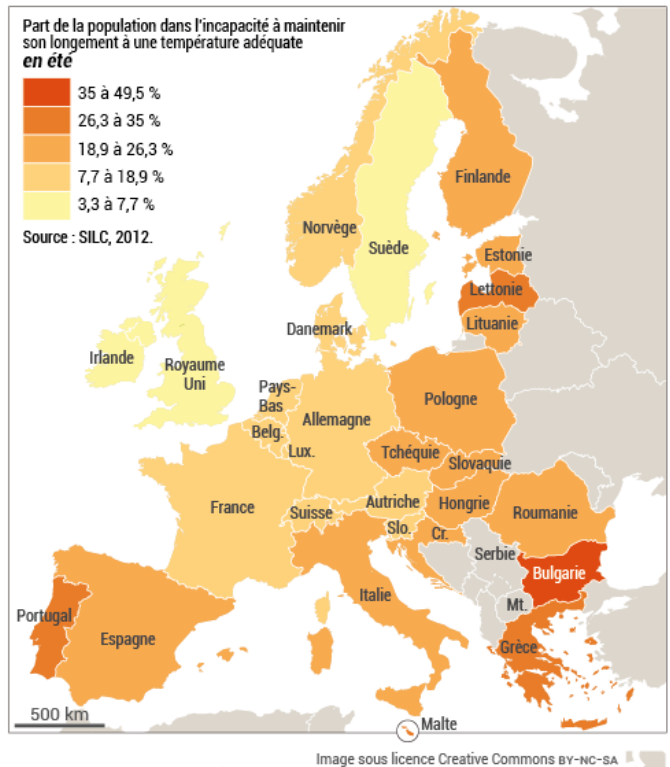 Part de la population dans l'incapacité à maintenir
son longement à une température adéquate
en été
35 à 49,5 %
26,3 à 35 %
18,9 à 26,3 %
7,7 à 18,9 %
3,3 à 7,7 %
Source : SILC, 2012.
Finlande
Norvège
Suède
Estonie
Lettonie
Lituanie
Danemark
Irlande
Royaume
Uni
Pays-
Bas
Allemagne
Pologne
Belg.
Lux.
Tchéquie
Slovaquie
France
Suisse
Autriche
Hongrie
Roumanie
Slo.
Cr.
Serbie
Bulgarie
Italie
Mt.
Portugal
Espagne
Grèce
500 km
Malte
Image sous licence Creative Commons BY-NC-SA